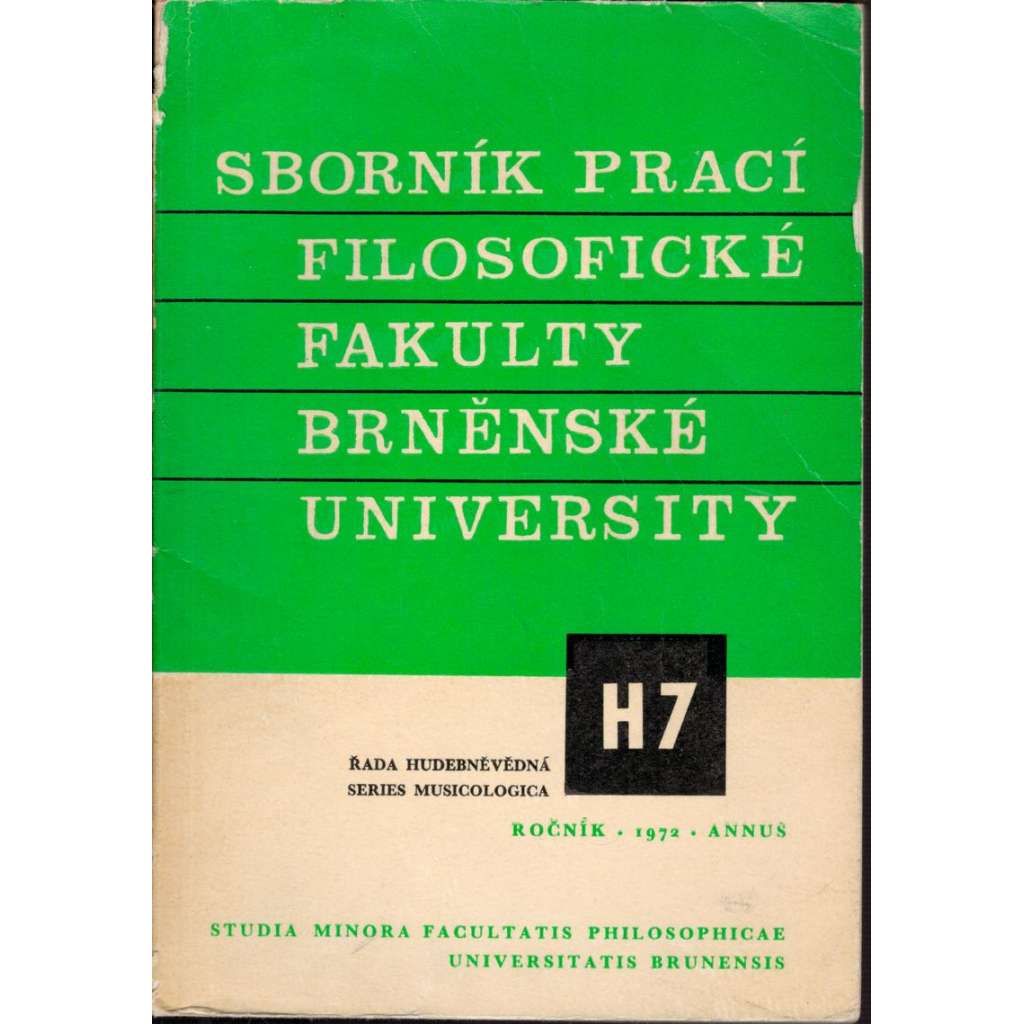 SBORNÍK PRACÍ
FILOSOFICKÉ
FAKULTY
BRNĚNSKÉ
UNIVERSITY
H7
ŘADA HUDEBNĚVĚDNÁ
SERIES MUSICOLOGICA
ROČNÍK · 1972 · ANNUS
STUDIA MINORA FACULTATIS PHILOSOPHICAE
UNIVERSITATIS BRUNENSIS